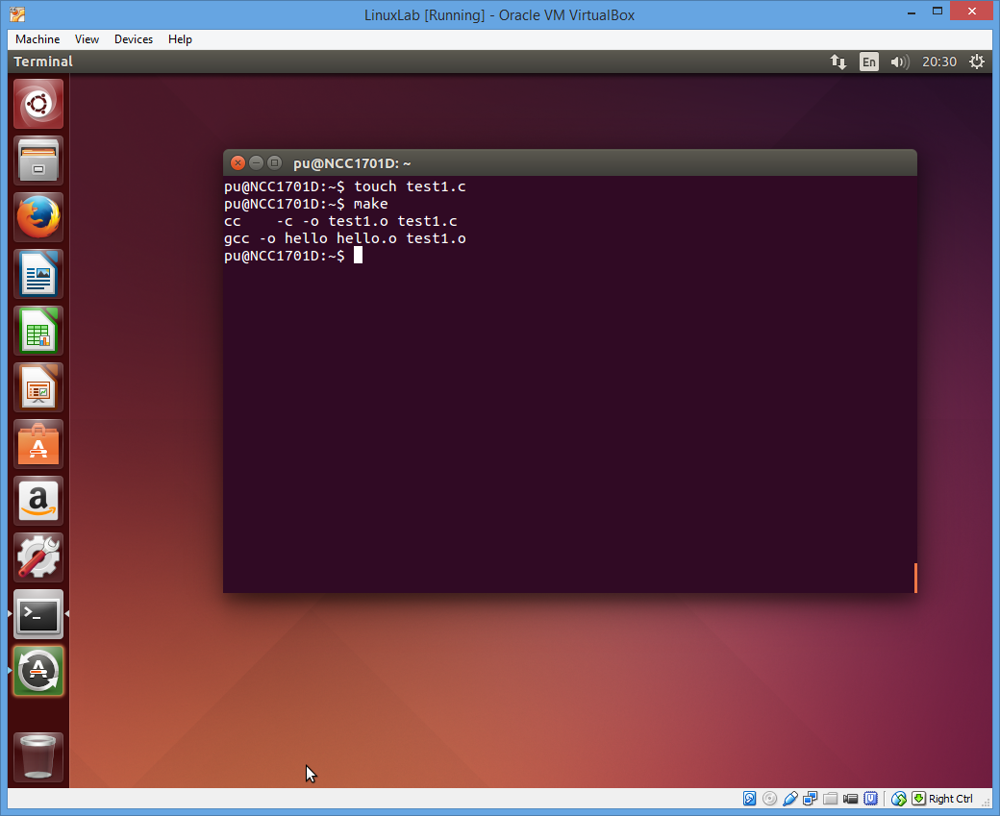 LinuxLab [Running] - Oracle VM VirtualBox
Machine View Devices Help
Terminal En 20:30
pu@NCC1701D: ~
pu@NCC1701D:~$ touch test1.c
pu@NCC1701D:~$ make
cc    -c -o test1.o test1.c
gcc -o hello hello.o test1.o
pu@NCC1701D:~$
a
>_
Right Ctrl